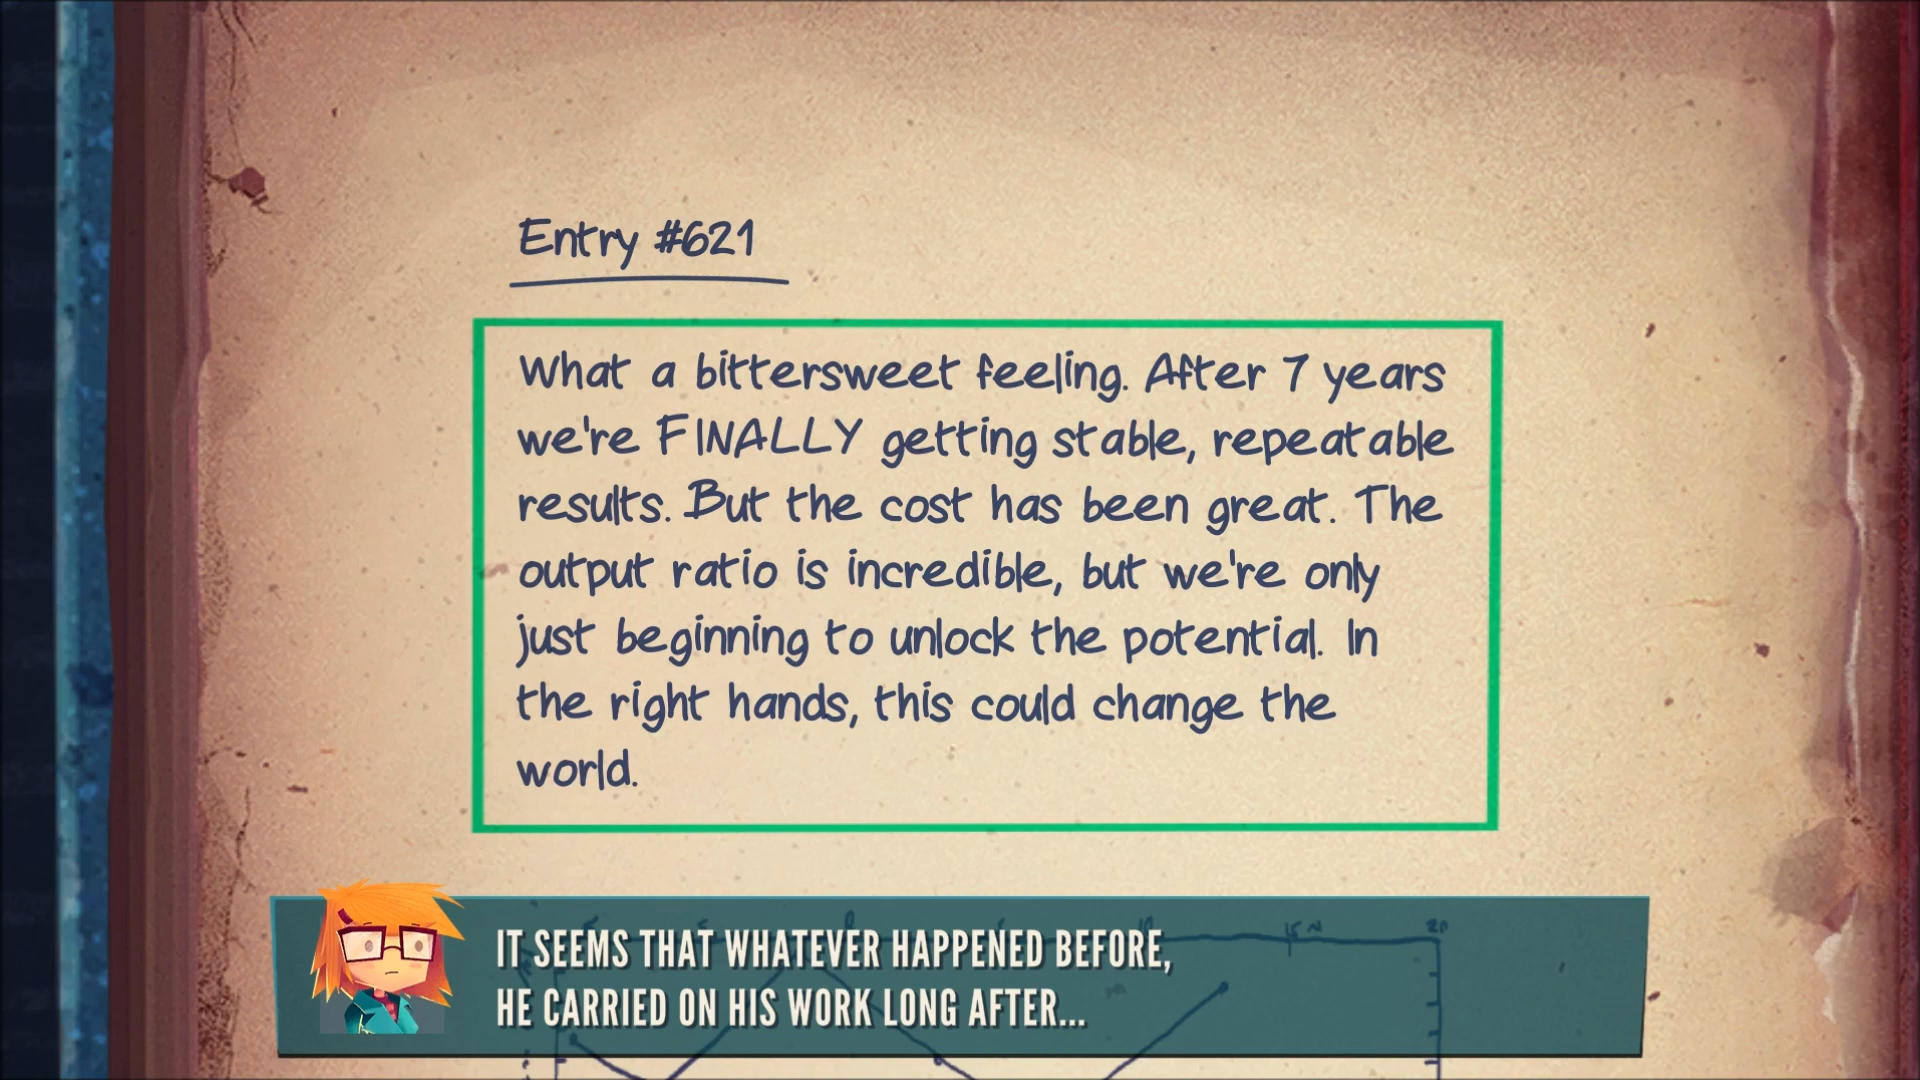 Entry #621
What a bittersweet feeling. After 7 years
we're FINALLY getting stable, repeatable
results. But the cost has been great. The
output ratio is incredible, but we're only
just beginning to unlock the potential. In
the right hands, this could change the
world.
IT SEEMS THAT WHATEVER HAPPENED BEFORE,
HE CARRIED ON HIS WORK LONG AFTER...